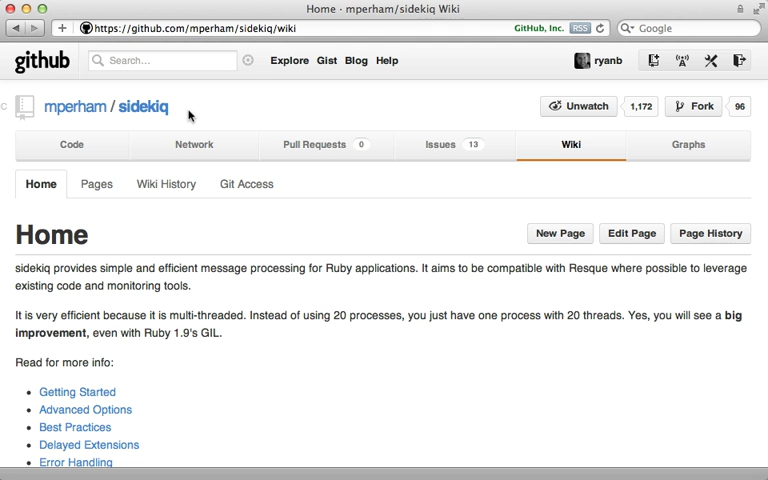 Home · mperham/sidekiq Wiki
https://github.com/mperham/sidekiq/wiki GitHub, Inc. RSS Google
github Search... Explore Gist Blog Help ryanb
mperham / sidekiq Unwatch 1,172 Fork 96
Code Network Pull Requests 0 Issues 13 Wiki Graphs
Home Pages Wiki History Git Access
Home New Page Edit Page Page History
sidekiq provides simple and efficient message processing for Ruby applications. It aims to be compatible with Resque where possible to leverage
existing code and monitoring tools.
It is very efficient because it is multi-threaded. Instead of using 20 processes, you just have one process with 20 threads. Yes, you will see a big
improvement, even with Ruby 1.9's GIL.
Read for more info:
• Getting Started
• Advanced Options
• Best Practices
• Delayed Extensions
• Error Handling